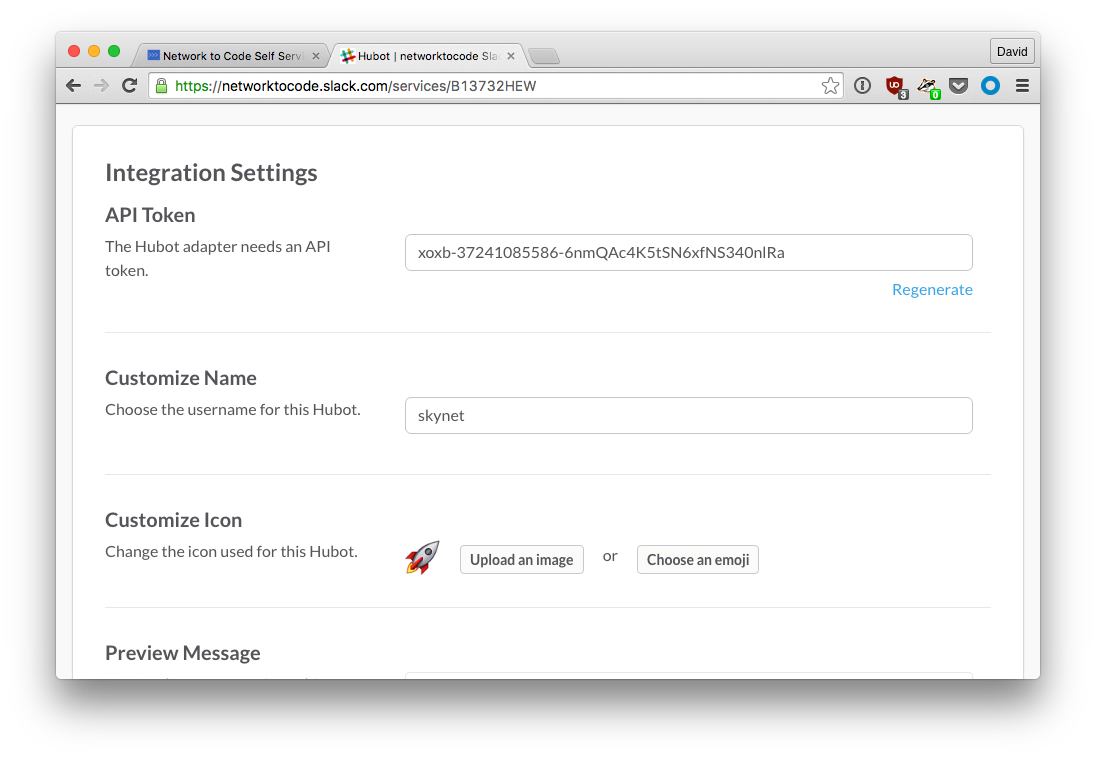 Network to Code Self Servi
Hubot | networktocode Slac
David
https://networktocode.slack.com/services/B13732HEW
3
0
Integration Settings
API Token
The Hubot adapter needs an API
token.
xoxb-37241085586-6nmQAc4K5tSN6xfNS340nlRa
Regenerate
Customize Name
Choose the username for this Hubot.
skynet
Customize Icon
Change the icon used for this Hubot.
Upload an image
or
Choose an emoji
Preview Message